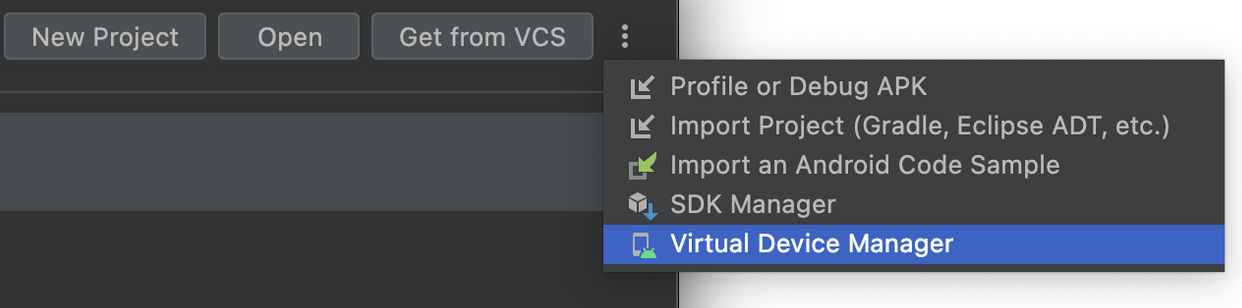 New Project Open Get from VCS
Profile or Debug APK
Import Project (Gradle, Eclipse ADT, etc.)
Import an Android Code Sample
SDK Manager
Virtual Device Manager